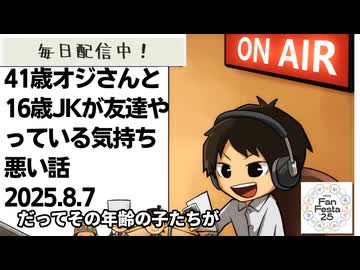 毎日配信中！
ON AIR
41歳オジさんと
16歳JKが友達や
っている気持ち
悪い話
2025.8.7
だってその年齢の子たちが
Fan
Festa
'25